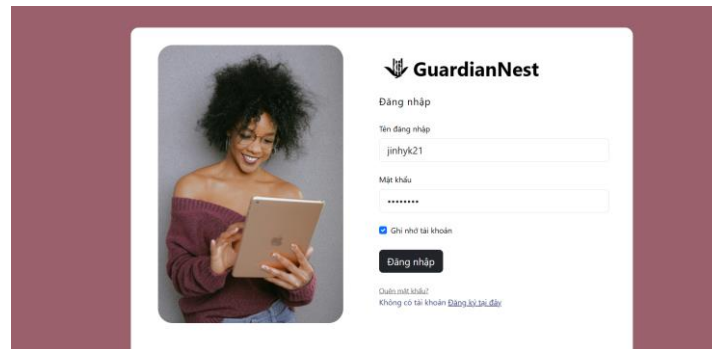 GuardianNest
Đăng nhập
Tên đăng nhập
jinhyk21
Mật khẩu
••••••••
Ghi nhớ tài khoản
Đăng nhập
Quên mật khẩu?
Không có tài khoản Đăng ký tại đây